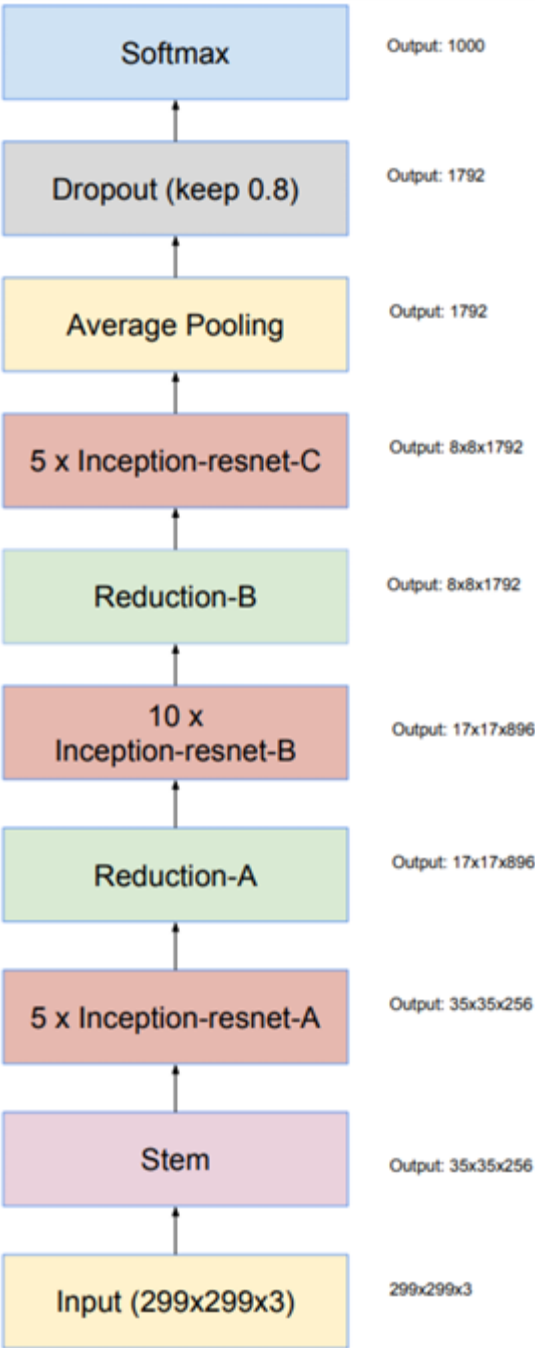 Softmax
Output: 1000
Dropout (keep 0.8)
Output: 1792
Average Pooling
Output: 1792
5 x Inception-resnet-C
Output: 8x8x1792
Reduction-B
Output: 8x8x1792
10 x
Inception-resnet-B
Output: 17x17x896
Reduction-A
Output: 17x17x896
5 x Inception-resnet-A
Output: 35x35x256
Stem
Output: 35x35x256
Input (299x299x3)
299x299x3